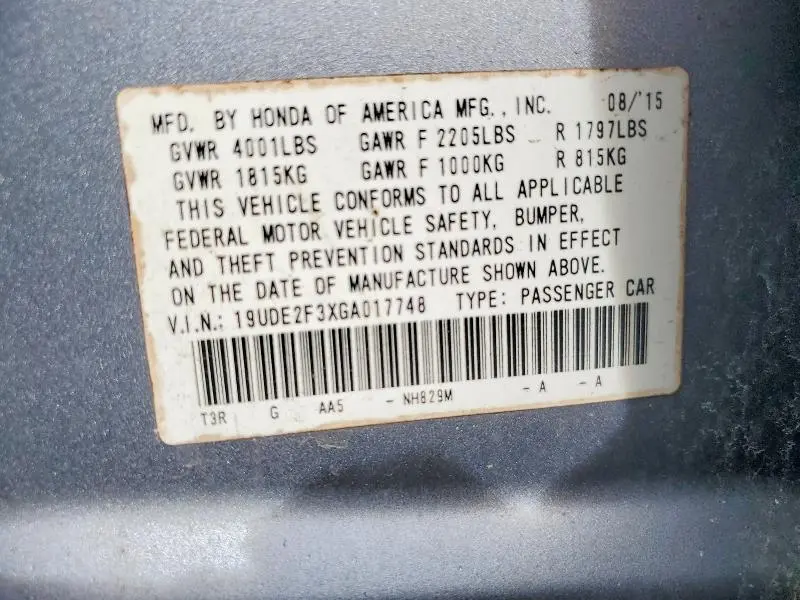 MFD. BY HONDA OF AMERICA MFG., INC. 08/'15
GVWR 4001LBS GAWR F 2205LBS R 1797LBS
GVWR 1815KG GAWR F 1000KG R 815KG
THIS VEHICLE CONFORMS TO ALL APPLICABLE
FEDERAL MOTOR VEHICLE SAFETY, BUMPER,
AND THEFT PREVENTION STANDARDS IN EFFECT
ON THE DATE OF MANUFACTURE SHOWN ABOVE.
V.I.N.: 19UDE2F3XGA017748 TYPE: PASSENGER CAR
T3R G AA5 - NH829M - A - A